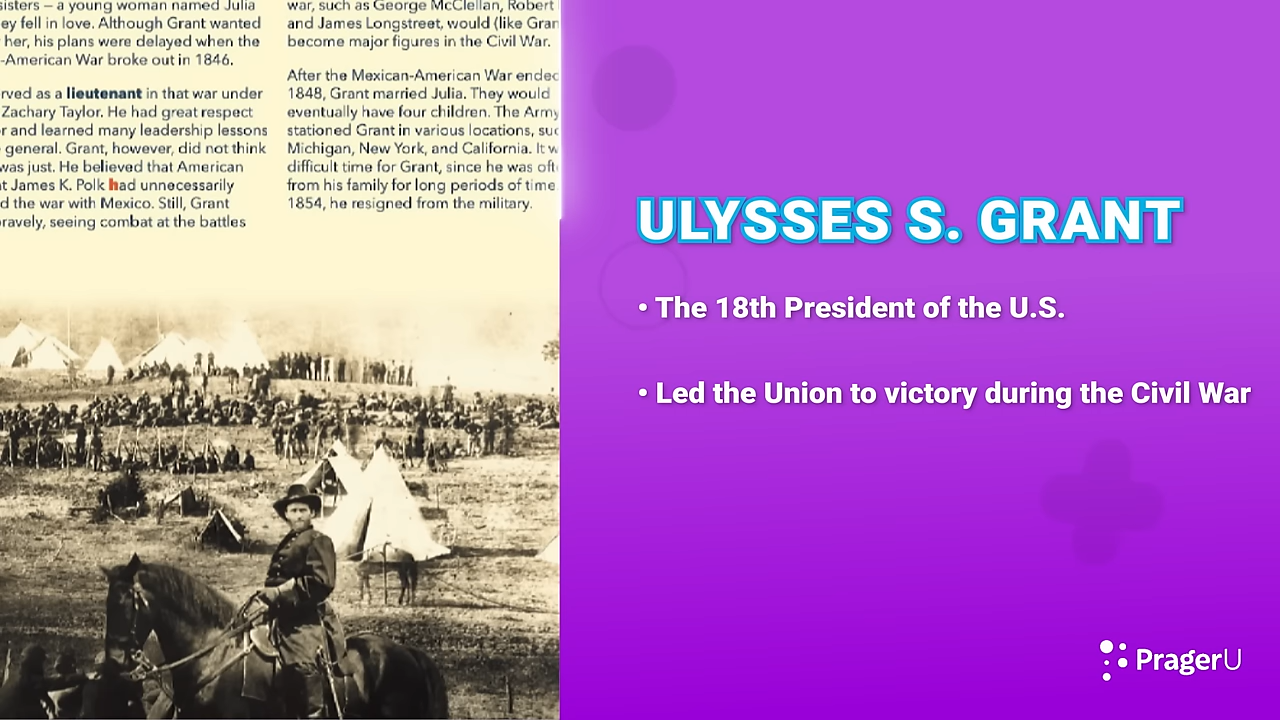 sisters – a young woman named Julia
ey fell in love. Although Grant wanted
her, his plans were delayed when the
-American War broke out in 1846.
rved as a lieutenant in that war under
Zachary Taylor. He had great respect
r and learned many leadership lessons
general. Grant, however, did not think
was just. He believed that American
t James K. Polk had unnecessarily
d the war with Mexico. Still, Grant
ravely, seeing combat at the battles
war, such as George McClellan, Robert
and James Longstreet, would (like Gran
become major figures in the Civil War.
After the Mexican-American War ended
1848, Grant married Julia. They would
eventually have four children. The Army
stationed Grant in various locations, suc
Michigan, New York, and California. It w
difficult time for Grant, since he was ofte
from his family for long periods of time.
1854, he resigned from the military.
ULYSSES S. GRANT
• The 18th President of the U.S.
• Led the Union to victory during the Civil War
PragerU